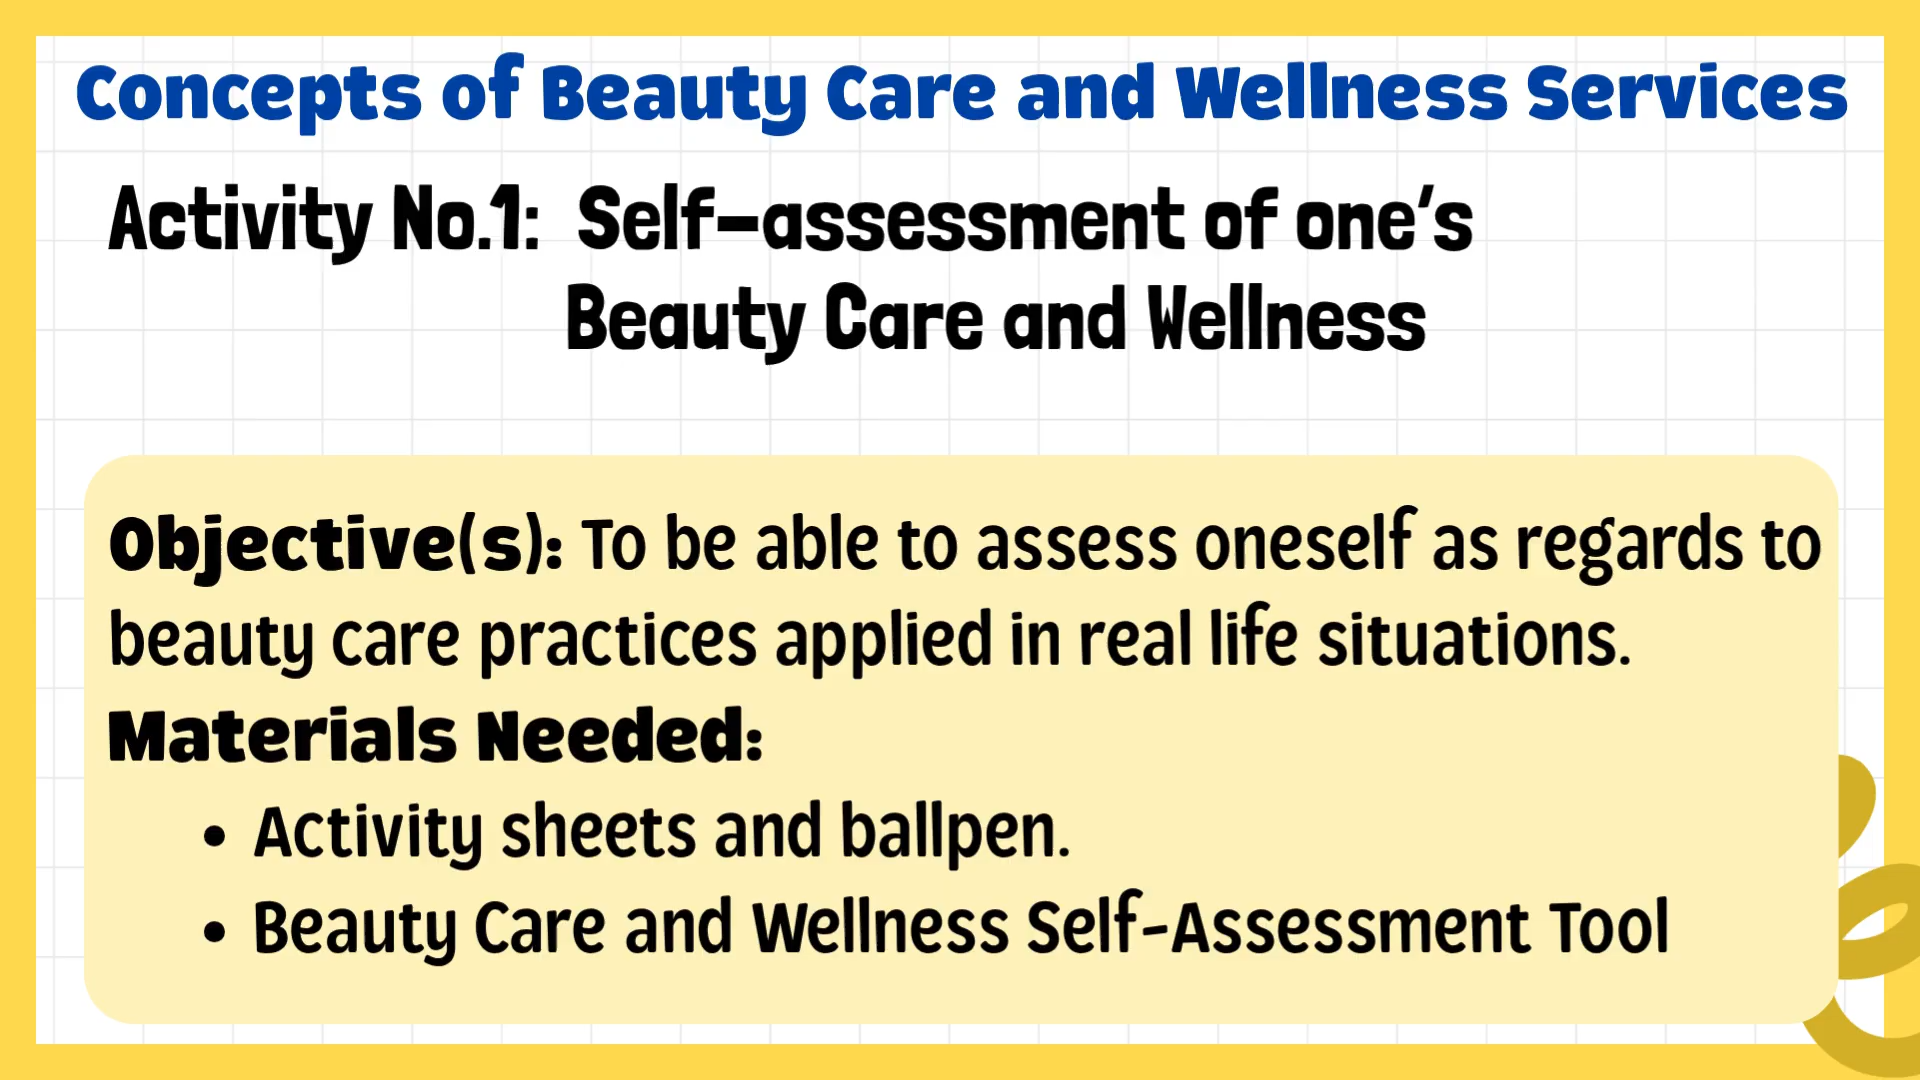 Concepts of Beauty Care and Wellness Services
Activity No.1: Self-assessment of one's
Beauty Care and Wellness
Objective(s): To be able to assess oneself as regards to
beauty care practices applied in real life situations.
Materials Needed:
• Activity sheets and ballpen.
• Beauty Care and Wellness Self-Assessment Tool